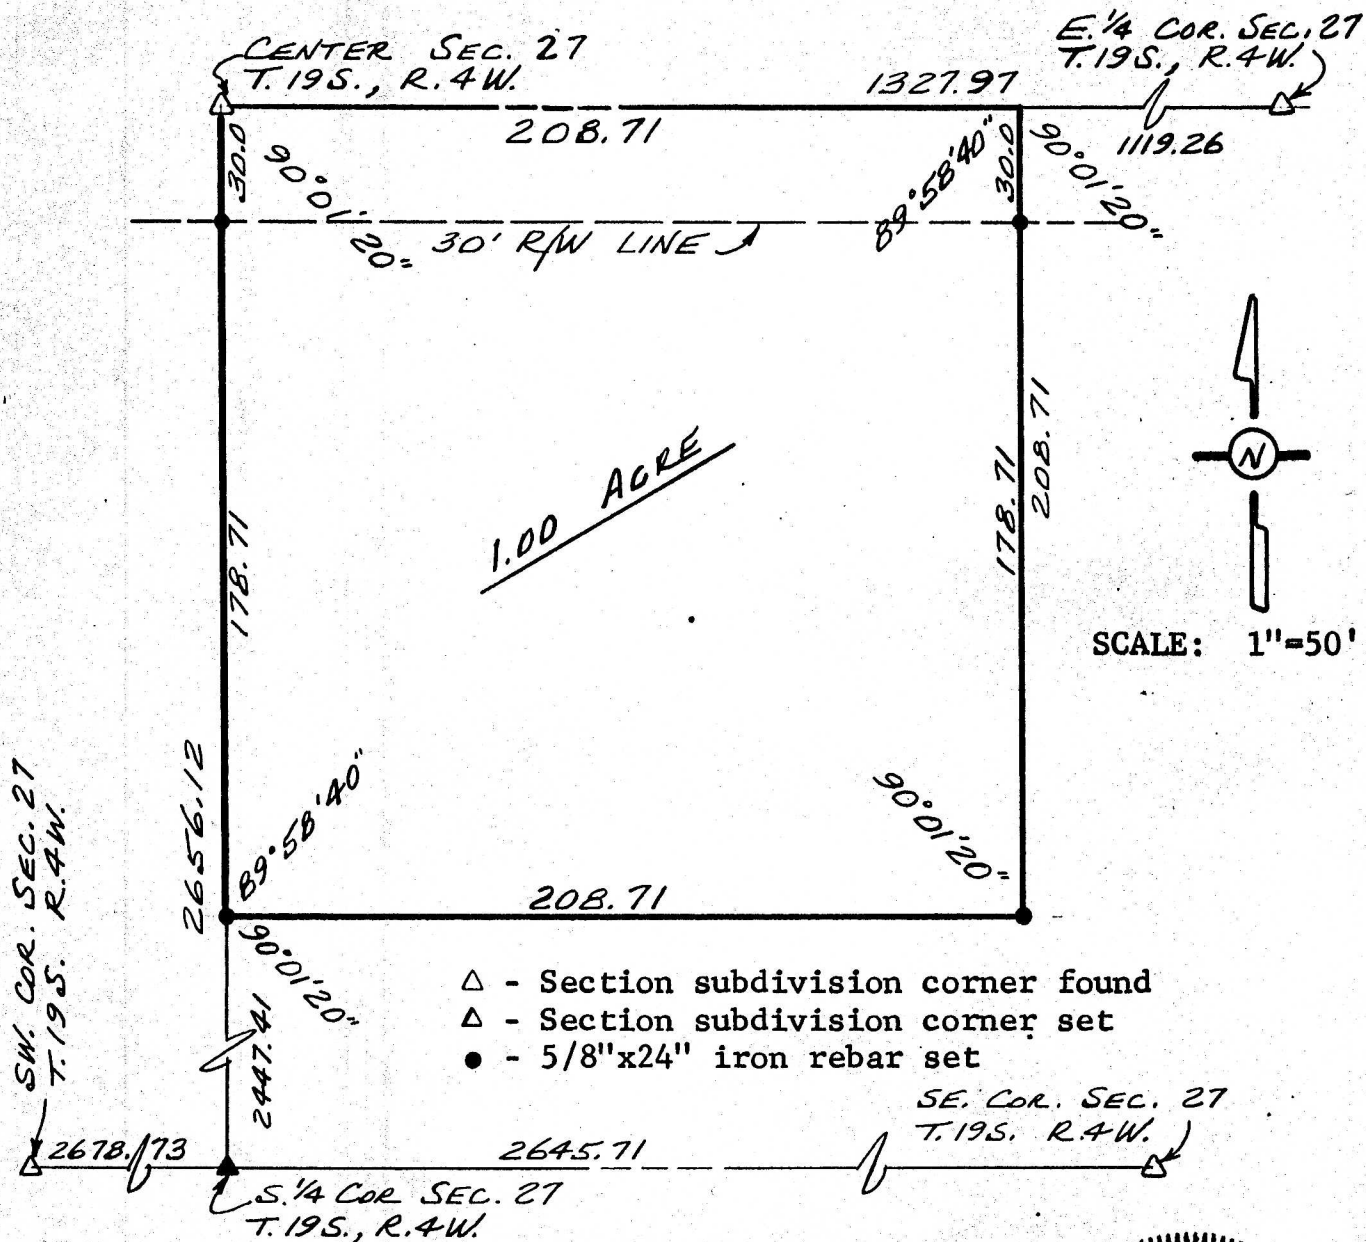 CENTER SEC. 27
T.19S., R.4W.
E.1/4 COR. SEC. 27
T.19S., R.4W.
1327.97
208.71
1119.26
30.0
90°01'20"
89°58'40"
30.0
90°01'20"
30' R/W LINE
N
1.00 ACRE
178.71
178.71
208.71
SCALE: 1"=50'
2656.12
89°58'40"
90°01'20"
208.71
SW. COR. SEC. 27
T.19S. R.4W.
90°01'20"
2447.41
△ - Section subdivision corner found
△ - Section subdivision corner set
● - 5/8"x24" iron rebar set
SE. COR. SEC. 27
T.19S. R.4W.
2678.73
2645.71
S.1/4 COR SEC. 27
T.19S., R.4W.